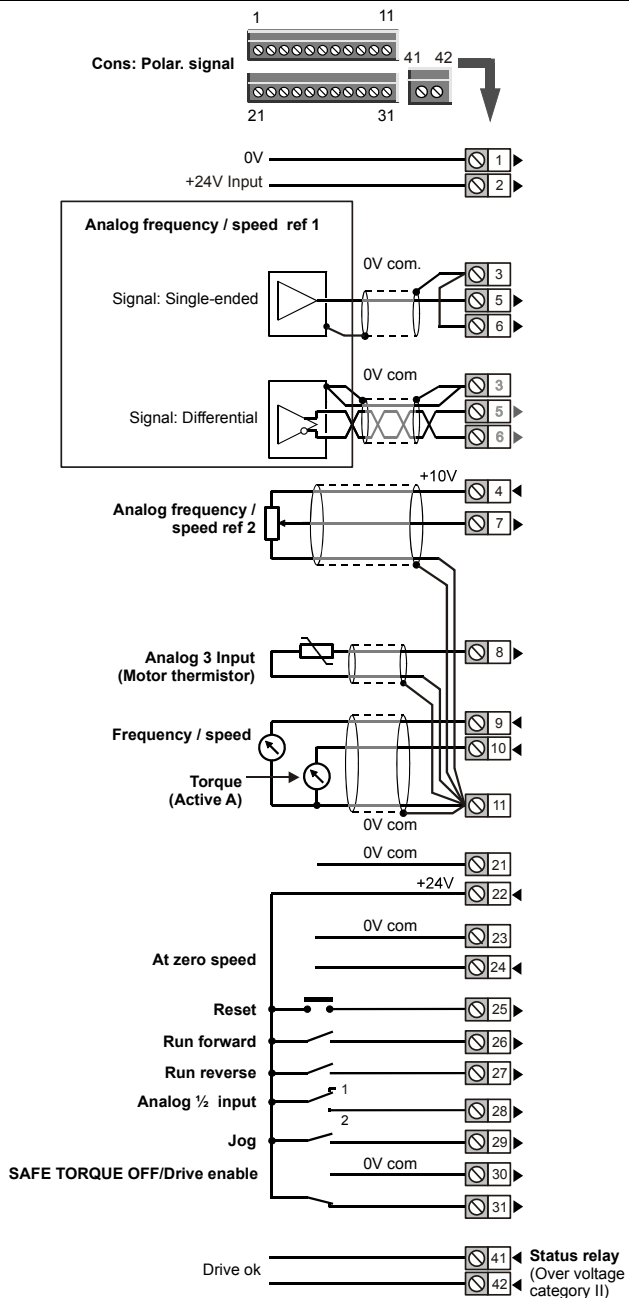 1 11
Cons: Polar. signal
41 42
21 31
0V 1
+24V Input 2
Analog frequency / speed ref 1
0V com. 3
Signal: Single-ended 5
6
0V com 3
Signal: Differential 5
6
+10V 4
Analog frequency /
speed ref 2 7
8
Analog 3 Input
(Motor thermistor)
9
Frequency / speed 10
Torque
(Active A)
11
0V com
0V com 21
+24V 22
0V com 23
At zero speed 24
Reset 25
Run forward 26
Run reverse 27
Analog ½ input 1
2 28
Jog 29
SAFE TORQUE OFF/Drive enable 0V com 30
31
41 Status relay
Drive ok (Over voltage
42 category II)